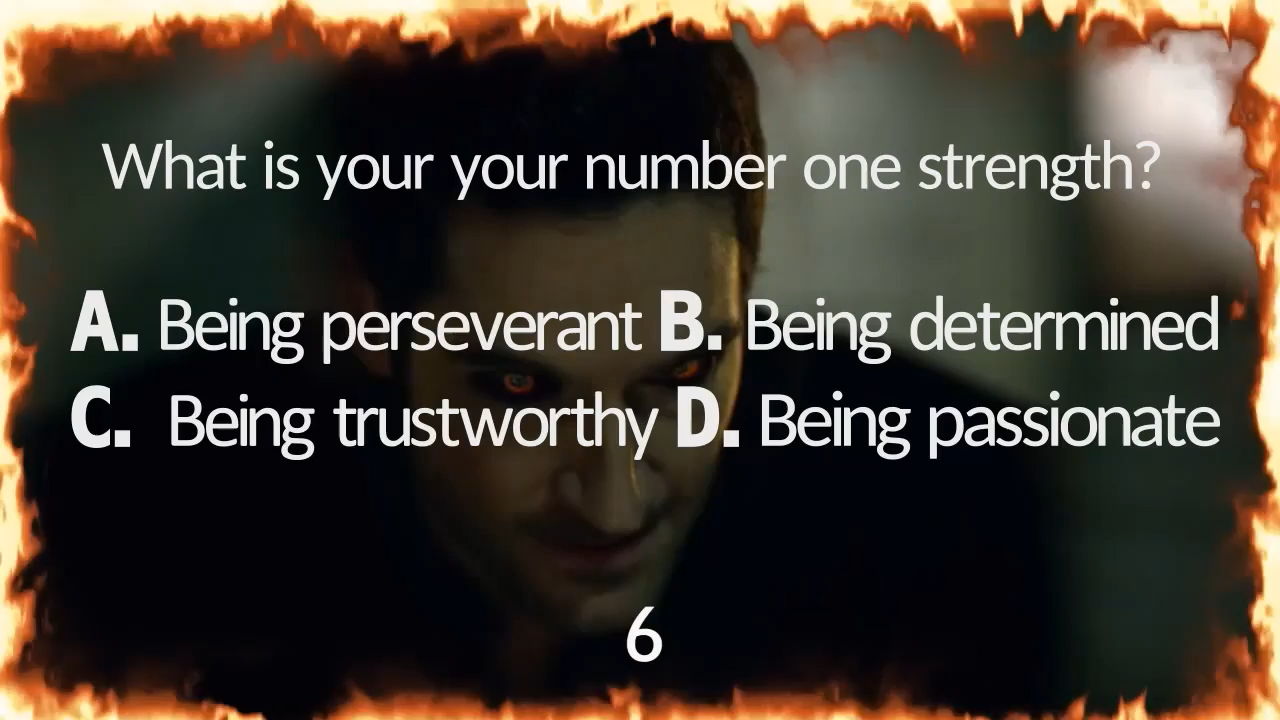 What is your your number one strength?
A. Being perseverant B. Being determined
C. Being trustworthy D. Being passionate
6